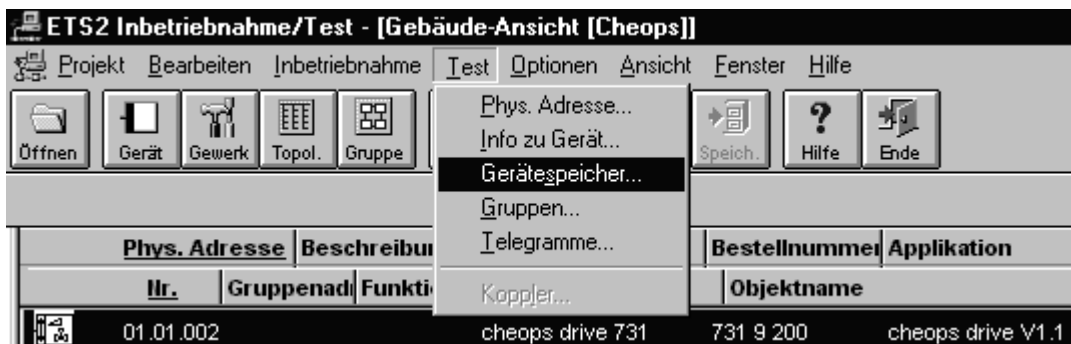 ETS2 Inbetriebnahme/Test - [Gebäude-Ansicht [Cheops]]
Projekt Bearbeiten Inbetriebnahme Test Optionen Ansicht Fenster Hilfe
Öffnen Gerät Gewerk Topol. Gruppe Speich. Hilfe Ende
Phys. Adresse...
Info zu Gerät...
Gerätespeicher...
Gruppen...
Telegramme...
Koppler...
Phys. Adresse Beschreibu Bestellnummer Applikation
Nr. Gruppenad Funkti Objektname
01.01.002 cheops drive 731 731 9 200 cheops drive V1.1